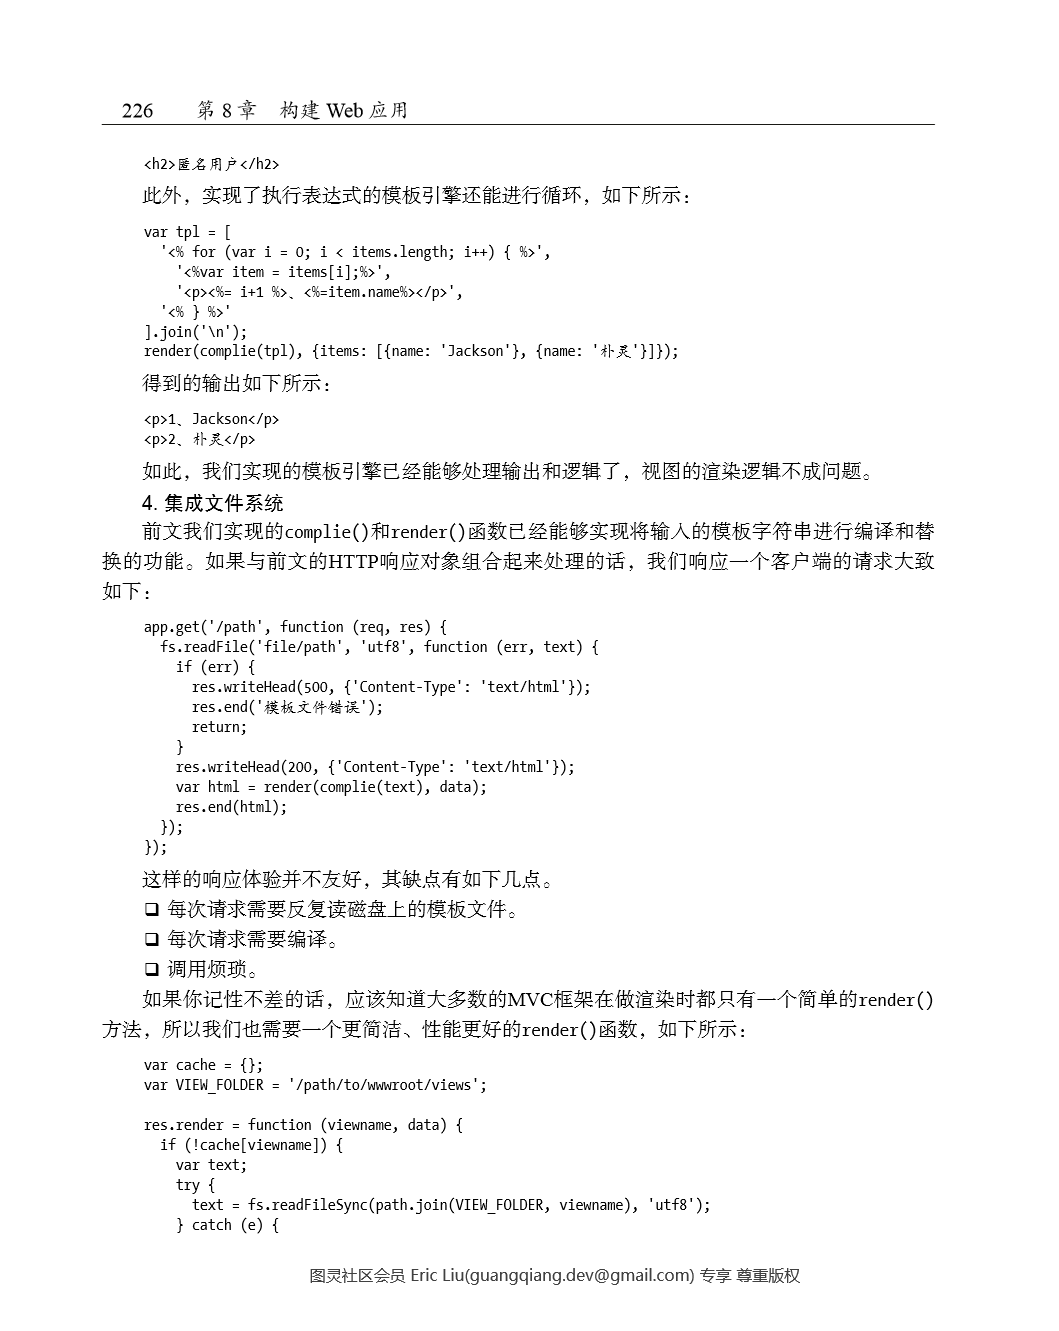 226 第 8 章 构建 Web 应用
<h2>匿名用户</h2>
此外，实现了执行表达式的模板引擎还能进行循环，如下所示：
var tpl = [
  '<% for (var i = 0; i < items.length; i++) { %>',
    '<%var item = items[i];%>',
    '<p><%= i+1 %>、<%=item.name%></p>',
  '<% } %>'
].join('\n');
render(complie(tpl), {items: [{name: 'Jackson'}, {name: '朴灵'}]});
得到的输出如下所示：
<p>1、Jackson</p>
<p>2、朴灵</p>
如此，我们实现的模板引擎已经能够处理输出和逻辑了，视图的渲染逻辑不成问题。
4. 集成文件系统
前文我们实现的complie()和render()函数已经能够实现将输入的模板字符串进行编译和替
换的功能。如果与前文的HTTP响应对象组合起来处理的话，我们响应一个客户端的请求大致
如下：
app.get('/path', function (req, res) {
  fs.readFile('file/path', 'utf8', function (err, text) {
    if (err) {
      res.writeHead(500, {'Content-Type': 'text/html'});
      res.end('模板文件错误');
      return;
    }
    res.writeHead(200, {'Content-Type': 'text/html'});
    var html = render(complie(text), data);
    res.end(html);
  });
});
这样的响应体验并不友好，其缺点有如下几点。
❑ 每次请求需要反复读磁盘上的模板文件。
❑ 每次请求需要编译。
❑ 调用烦琐。
如果你记性不差的话，应该知道大多数的MVC框架在做渲染时都只有一个简单的render()
方法，所以我们也需要一个更简洁、性能更好的render()函数，如下所示：
var cache = {};
var VIEW_FOLDER = '/path/to/wwwroot/views';
res.render = function (viewname, data) {
  if (!cache[viewname]) {
    var text;
    try {
      text = fs.readFileSync(path.join(VIEW_FOLDER, viewname), 'utf8');
    } catch (e) {
图灵社区会员 Eric Liu(guangqiang.dev@gmail.com) 专享 尊重版权